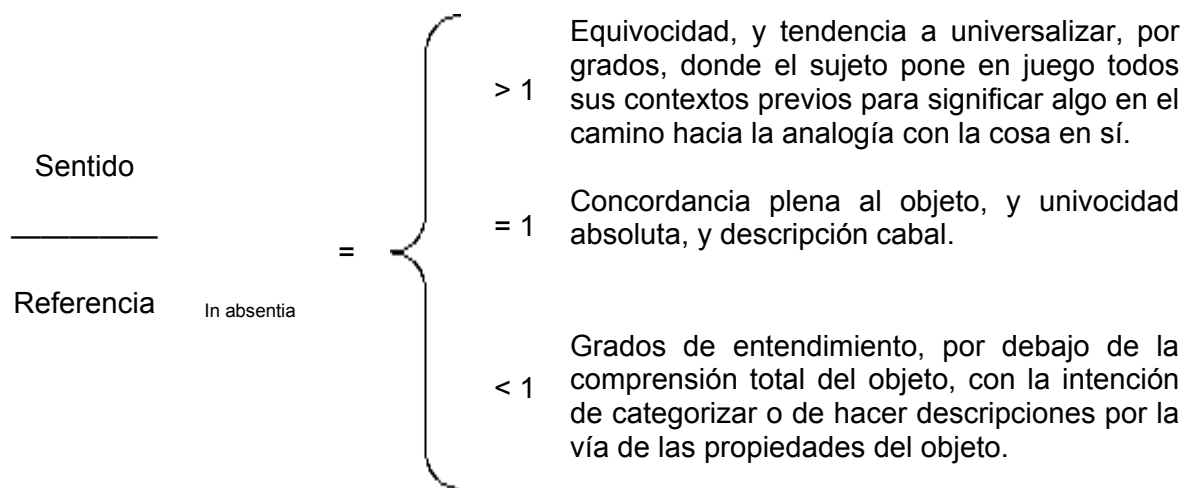 Sentido
Referencia
In absentia
=
> 1
Equivocidad, y tendencia a universalizar, por
grados, donde el sujeto pone en juego todos
sus contextos previos para significar algo en el
camino hacia la analogía con la cosa en sí.
= 1
Concordancia plena al objeto, y univocidad
absoluta, y descripción cabal.
< 1
Grados de entendimiento, por debajo de la
comprensión total del objeto, con la intención
de categorizar o de hacer descripciones por la
vía de las propiedades del objeto.